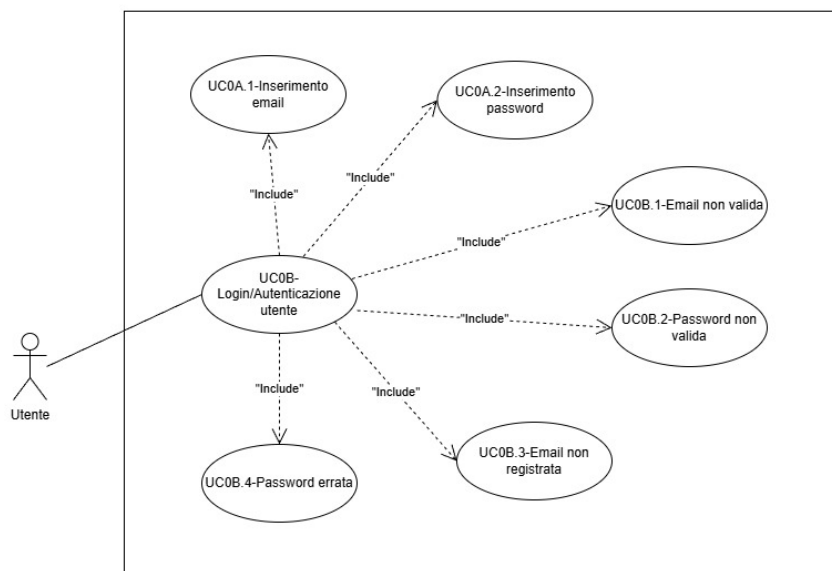 UC0A.1-Inserimento
email
UC0A.2-Inserimento
password
"Include"
"Include"
UC0B.1-Email non valida
"Include"
UC0B-
Login/Autenticazione
utente
"Include"
UC0B.2-Password non
valida
Utente
"Include"
"Include"
UC0B.3-Email non
registrata
UC0B.4-Password errata